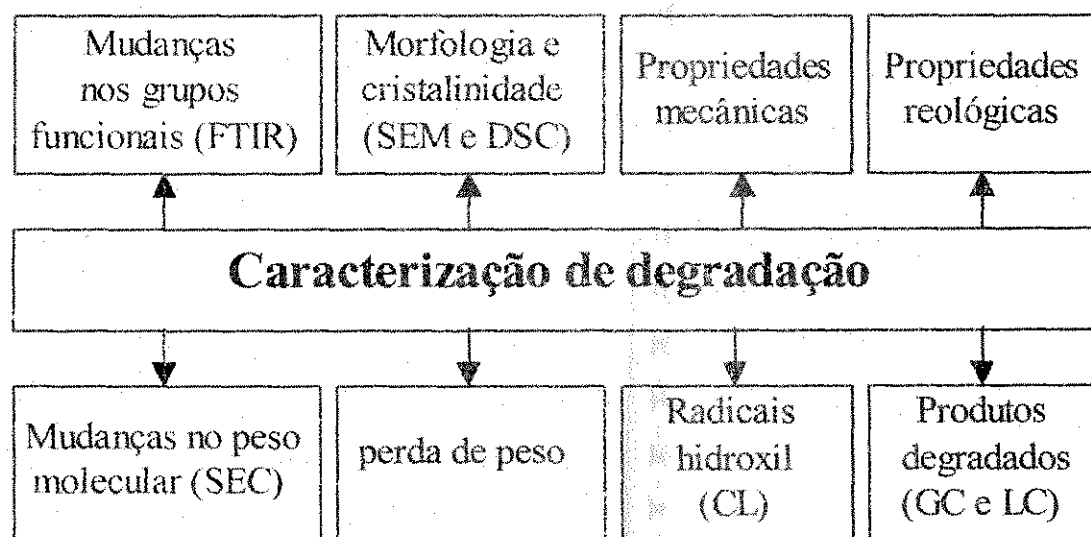 Mudanças
nos grupos
funcionais (FTIR)
Morfologia e
cristalinidade
(SEM e DSC)
Propriedades
mecânicas
Propriedades
reológicas
Caracterização de degradação
Mudanças no peso
molecular (SEC)
perda de peso
Radicais
hidroxil
(CL)
Produtos
degradados
(GC e LC)